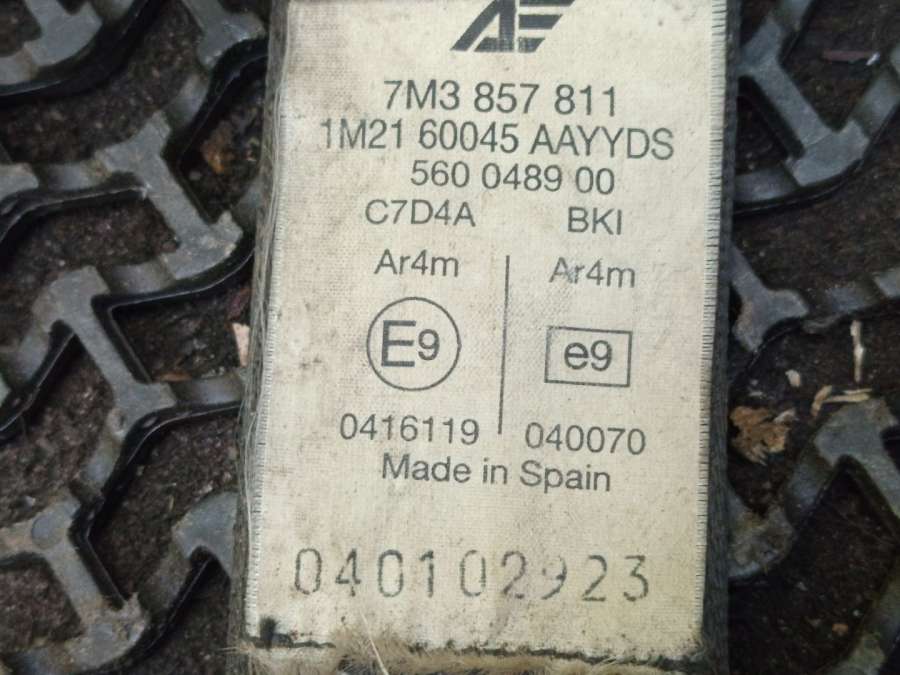 7M3 857 811
1M21 60045 AAYYDS
560 0489 00
C7D4A BKI
Ar4m Ar4m
E9 e9
0416119 040070
Made in Spain
040102923